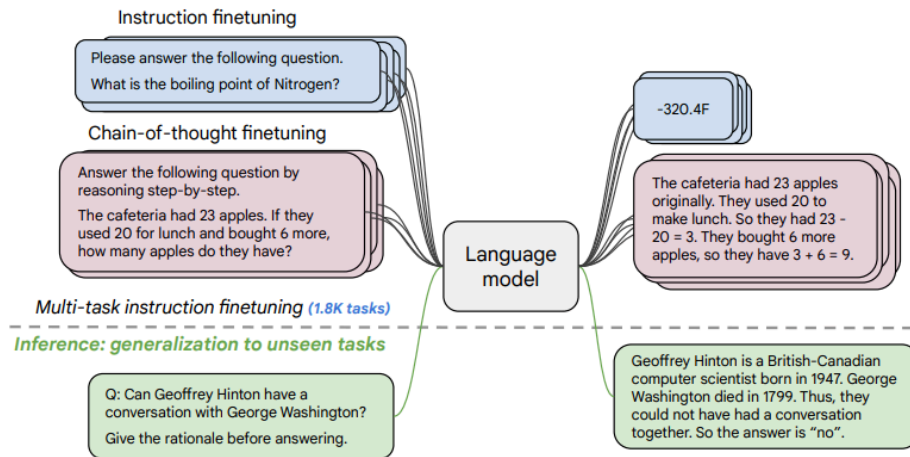 Instruction finetuning
Please answer the following question.
What is the boiling point of Nitrogen?
-320.4F
Chain-of-thought finetuning
Answer the following question by
reasoning step-by-step.
The cafeteria had 23 apples. If they
used 20 for lunch and bought 6 more,
how many apples do they have?
Language
model
The cafeteria had 23 apples
originally. They used 20 to
make lunch. So they had 23 -
20 = 3. They bought 6 more
apples, so they have 3 + 6 = 9.
Multi-task instruction finetuning (1.8K tasks)
Inference: generalization to unseen tasks
Q: Can Geoffrey Hinton have a
conversation with George Washington?
Give the rationale before answering.
Geoffrey Hinton is a British-Canadian
computer scientist born in 1947. George
Washington died in 1799. Thus, they
could not have had a conversation
together. So the answer is “no”.